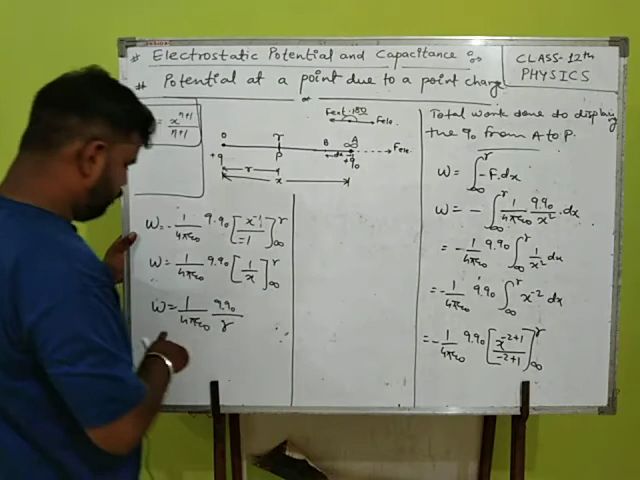 # Electrostatic Potential and Capacitance :-
CLASS-12th
PHYSICS
# Potential at a point due to a point charge
= x^(n+1)/(n+1)
Fext 180
Fele
O
r
P
B
A
∞
+q
dx
+q₀
Fele
r
x
W = -1/4πε₀ q.q₀ [x^-1/-1]_∞^r
W = 1/4πε₀ q.q₀ [1/x]_∞^r
W = 1/4πε₀ q.q₀/r
Total work done to displacing
the q₀ from A to P.
W = ∫_∞^r -F.dx
W = - ∫_∞^r 1/4πε₀ q.q₀/x² .dx
= -1/4πε₀ q.q₀ ∫_∞^r 1/x² dx
= -1/4πε₀ q.q₀ ∫_∞^r x^-2 dx
= -1/4πε₀ q.q₀ [x^(-2+1)/(-2+1)]_∞^r